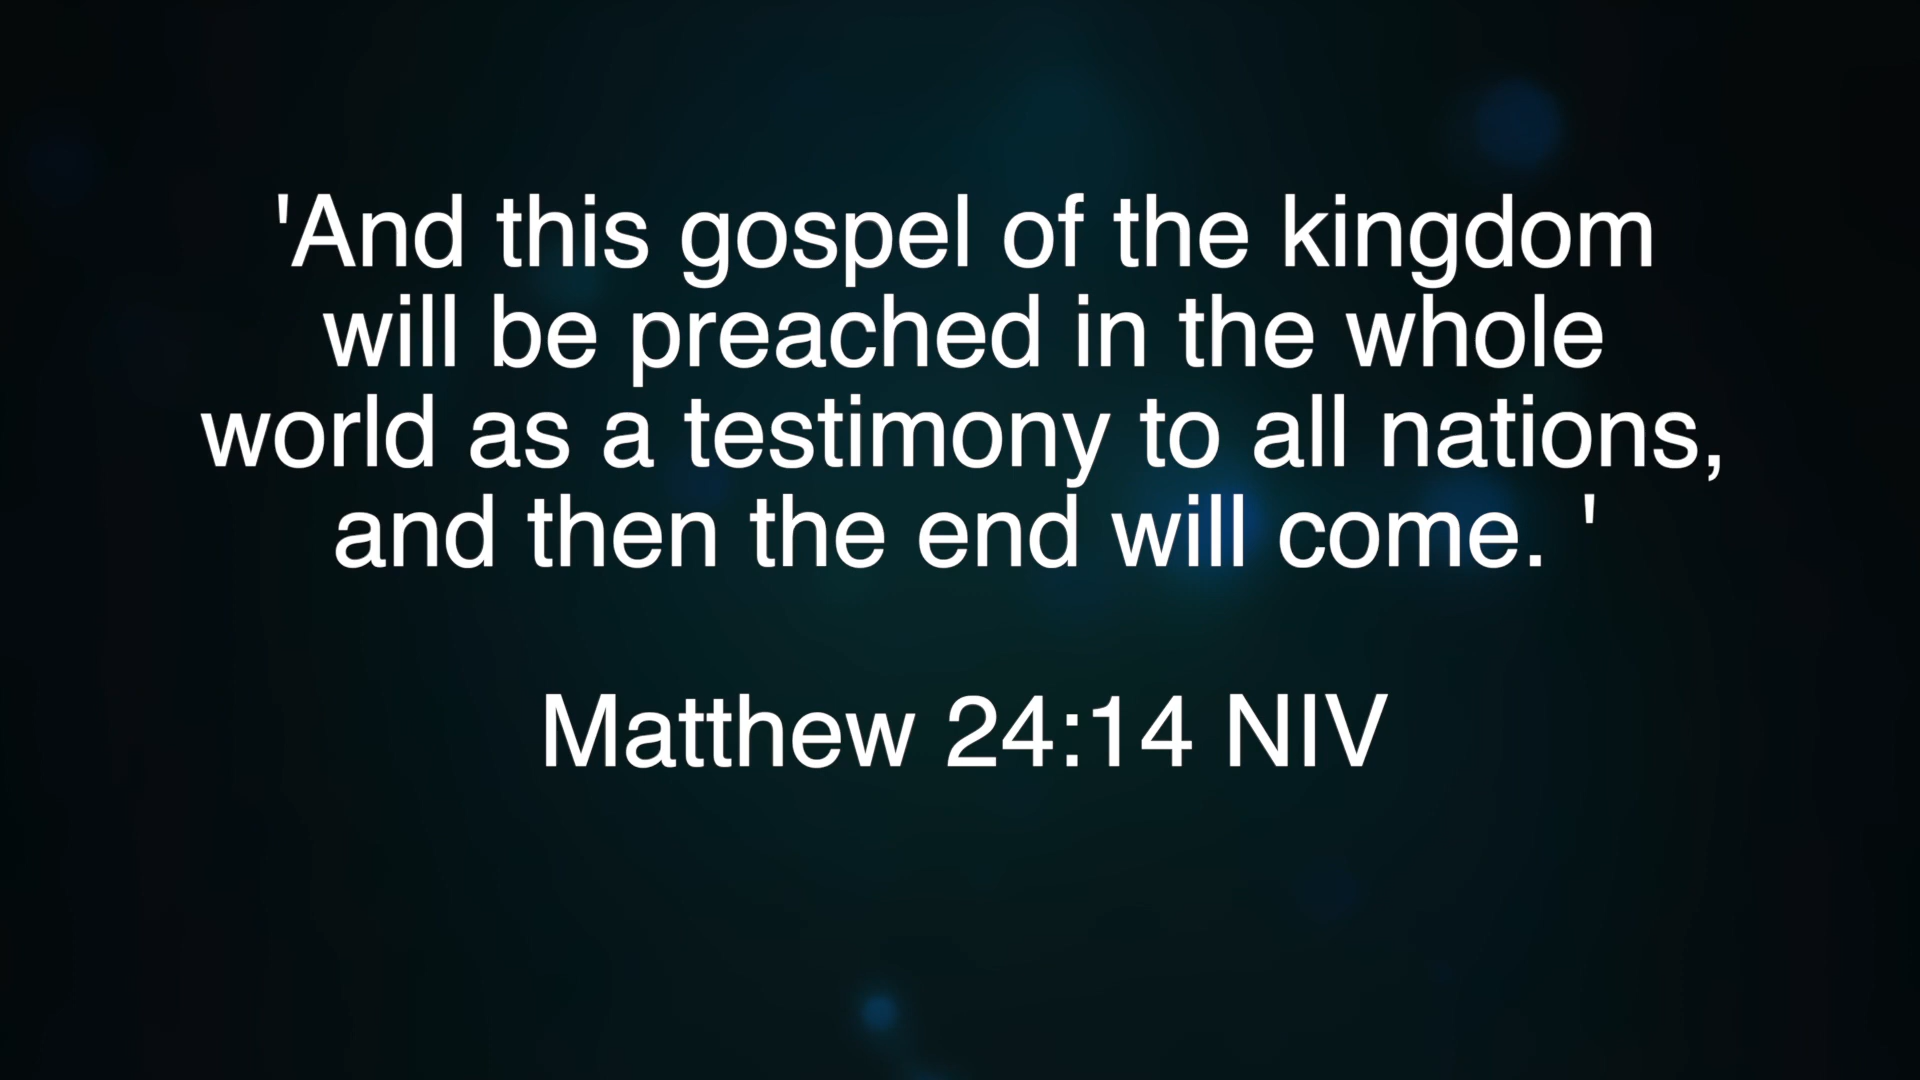 'And this gospel of the kingdom
will be preached in the whole
world as a testimony to all nations,
and then the end will come. '
Matthew 24:14 NIV